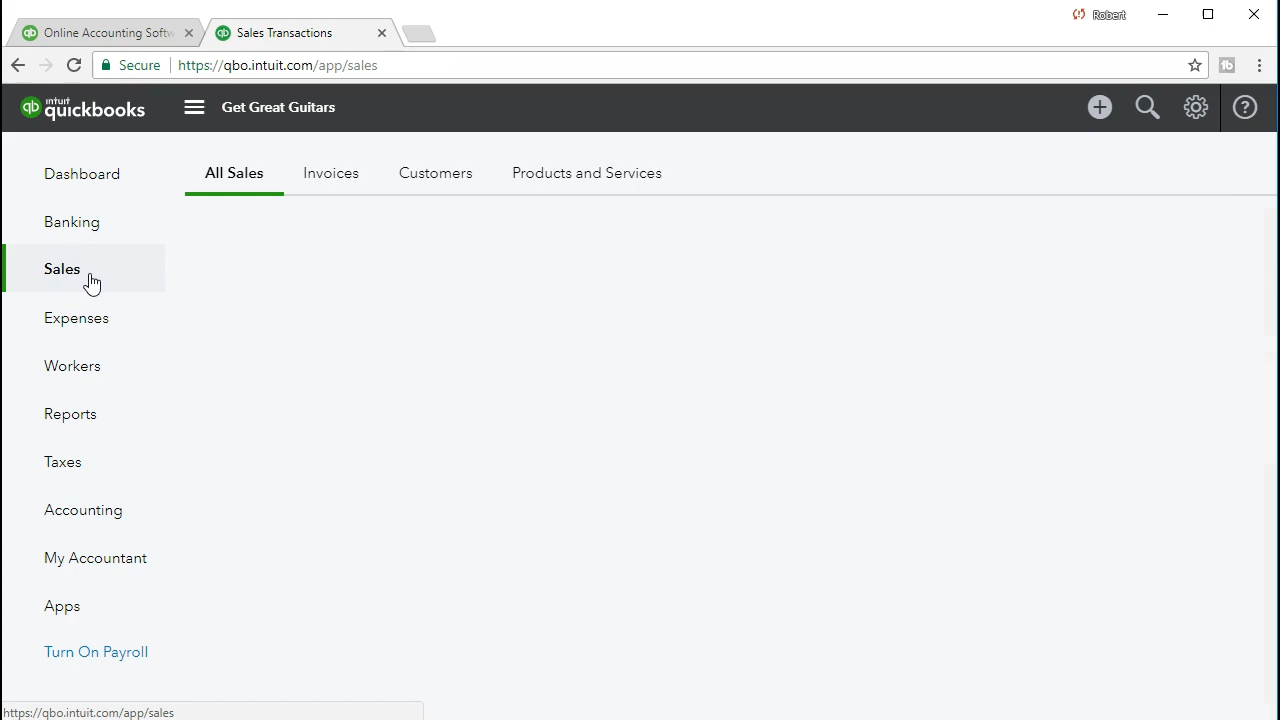 Robert
Online Accounting Softw
Sales Transactions
Secure
https://qbo.intuit.com/app/sales
intuit
quickbooks
Get Great Guitars
Dashboard
Banking
Sales
Expenses
Workers
Reports
Taxes
Accounting
My Accountant
Apps
Turn On Payroll
All Sales Invoices Customers Products and Services
https://qbo.intuit.com/app/sales